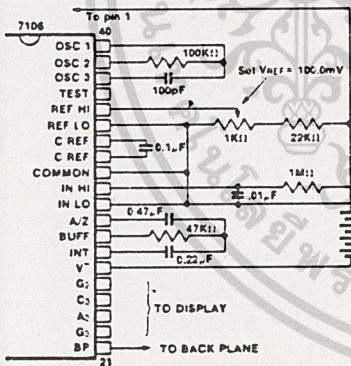 To pin 1
7106
40
OSC 1
OSC 2
100KΩ
OSC 3
100pF
TEST
Set VREF = 100.0mV
REF HI
REF LO
1KΩ
22KΩ
C REF
0.1µF
C REF
COMMON
1MΩ
IN HI
.01µF
IN LO
0.47µF
A/Z
BUFF
47KΩ
INT
0.22µF
V-
G2
C3
A3
G3
TO DISPLAY
BP
TO BACK PLANE
21